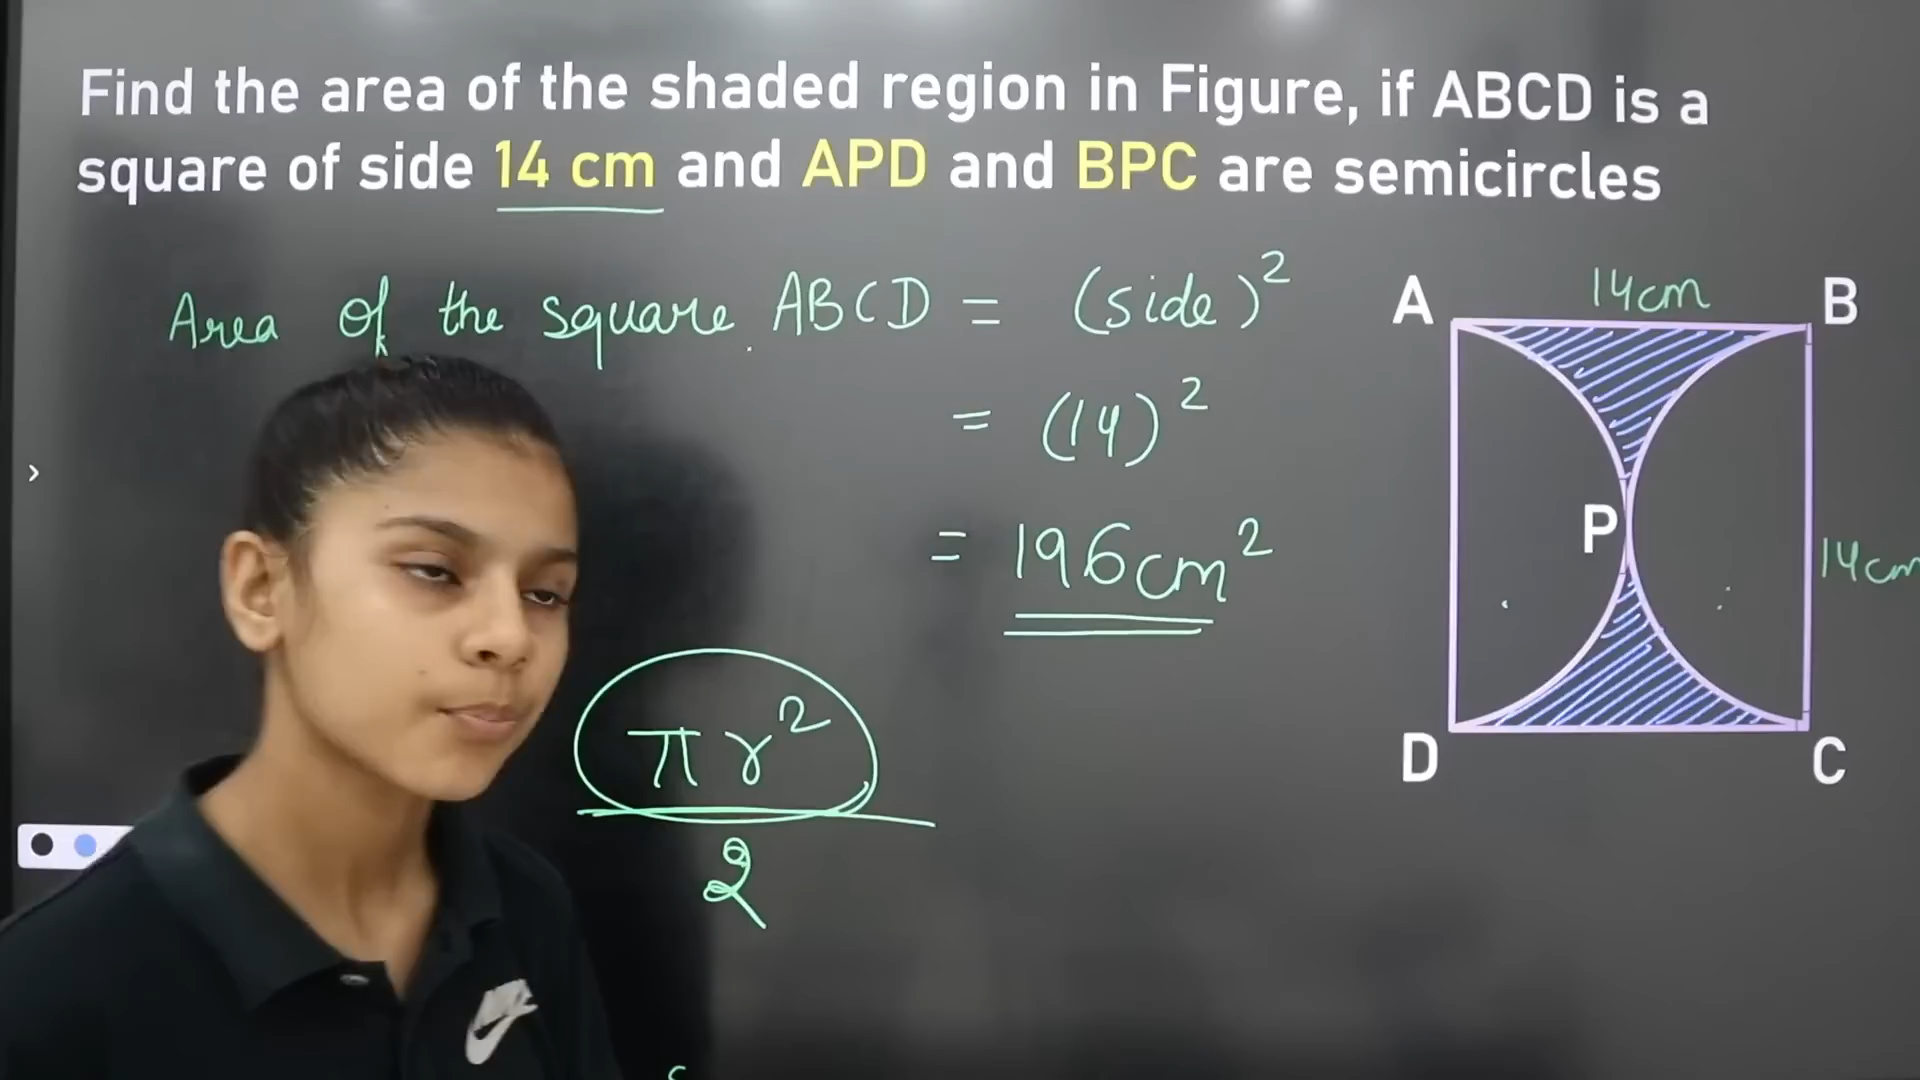 Find the area of the shaded region in Figure, if ABCD is a
square of side 14 cm and APD and BPC are semicircles
Area of the square ABCD = (side)²
= (14)²
= 196cm²
πr²
2
A
14cm
B
P
14cm
D
C